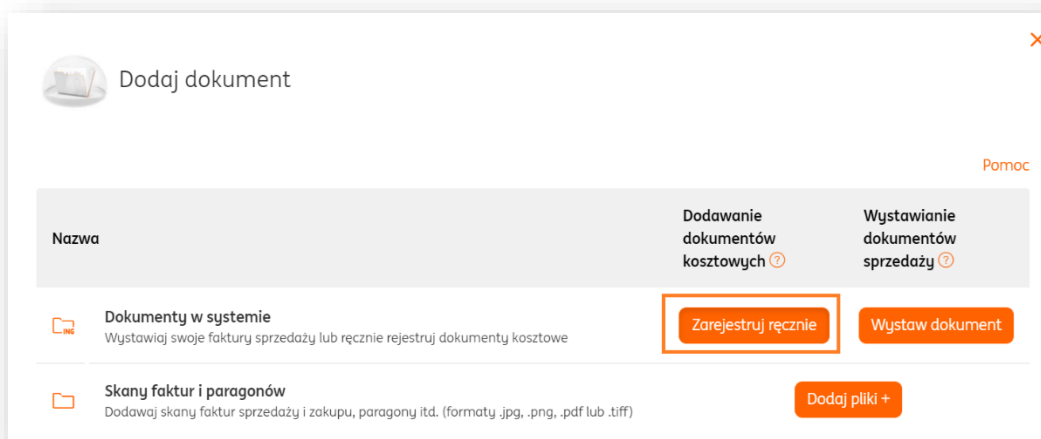 Dodaj dokument
Pomoc
Nazwa
Dodawanie
dokumentów
kosztowych ?
Wystawianie
dokumentów
sprzedaży ?
ING
Dokumenty w systemie
Wystawiaj swoje faktury sprzedaży lub ręcznie rejestruj dokumenty kosztowe
Zarejestruj ręcznie
Wystaw dokument
Skany faktur i paragonów
Dodawaj skany faktur sprzedaży i zakupu, paragony itd. (formaty .jpg, .png, .pdf lub .tiff)
Dodaj pliki +